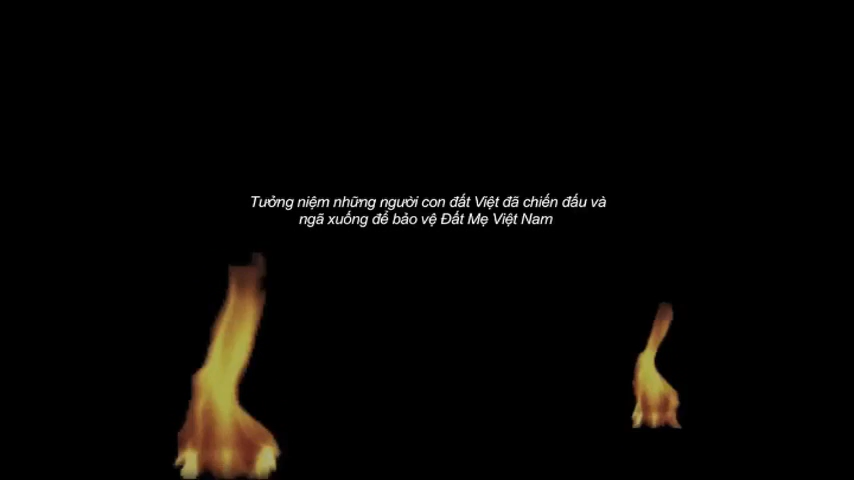 Tưởng niệm những người con đất Việt đã chiến đấu và
ngã xuống để bảo vệ Đất Mẹ Việt Nam